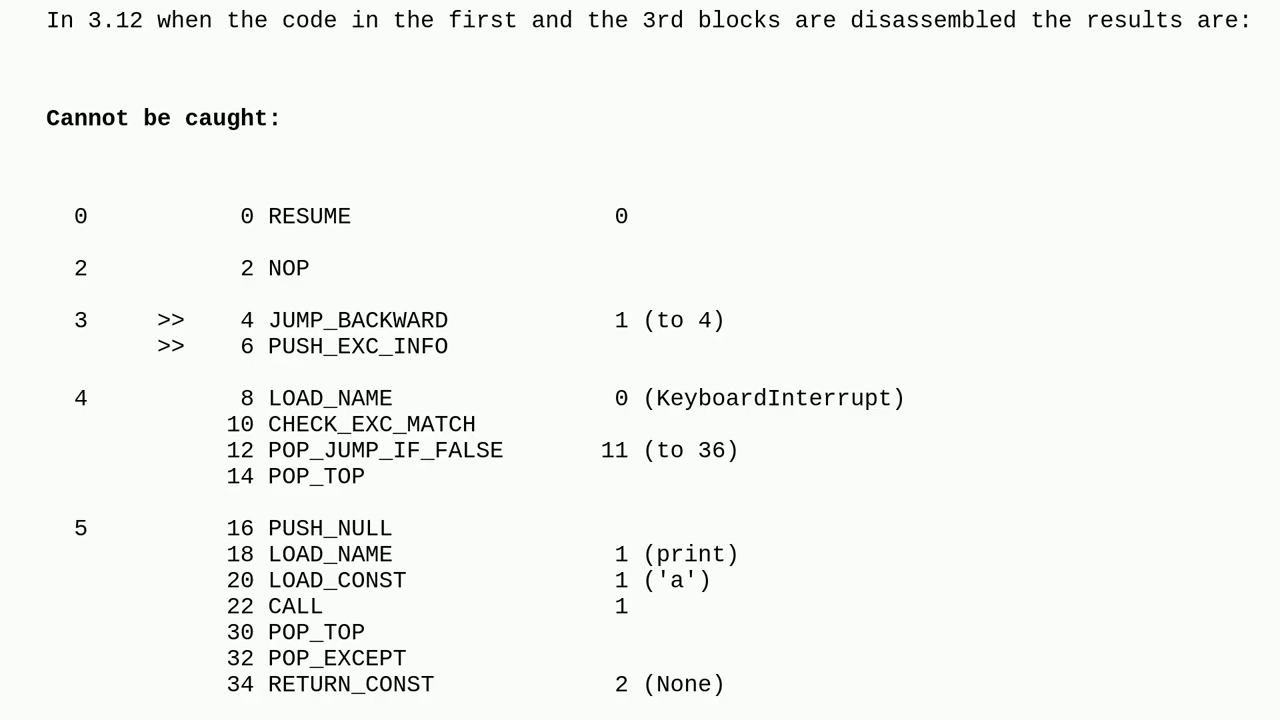 In 3.12 when the code in the first and the 3rd blocks are disassembled the results are:
Cannot be caught:
0 0 RESUME 0
2 2 NOP
3 >> 4 JUMP_BACKWARD 1 (to 4)
>> 6 PUSH_EXC_INFO
4 8 LOAD_NAME 0 (KeyboardInterrupt)
10 CHECK_EXC_MATCH
12 POP_JUMP_IF_FALSE 11 (to 36)
14 POP_TOP
5 16 PUSH_NULL
18 LOAD_NAME 1 (print)
20 LOAD_CONST 1 ('a')
22 CALL 1
30 POP_TOP
32 POP_EXCEPT
34 RETURN_CONST 2 (None)